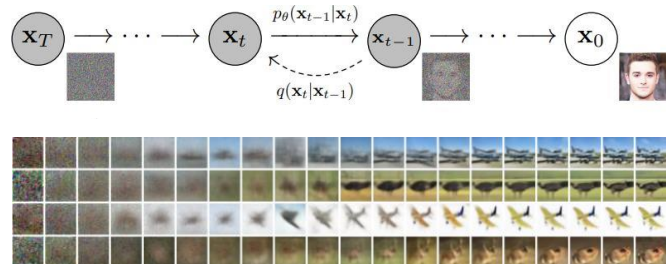 p_θ(x_{t−1}|x_t)
x_T ⟶ ⋯ ⟶ x_t ⟶ x_{t−1} ⟶ ⋯ ⟶ x_0
q(x_t|x_{t−1})